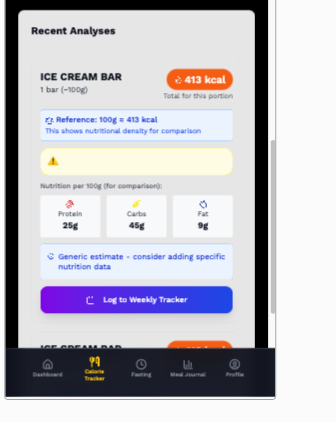 Recent Analyses
ICE CREAM BAR
413 kcal
1 bar (~100g)
Total for this portion
Reference: 100g = 413 kcal
This shows nutritional density for comparison
Nutrition per 100g (for comparison):
Protein Carbs Fat
25g 45g 9g
Generic estimate - consider adding specific
nutrition data
Log to Weekly Tracker
ICE CREAM BAR
Dashboard Calorie Tracker Fasting Meal Journal Profile